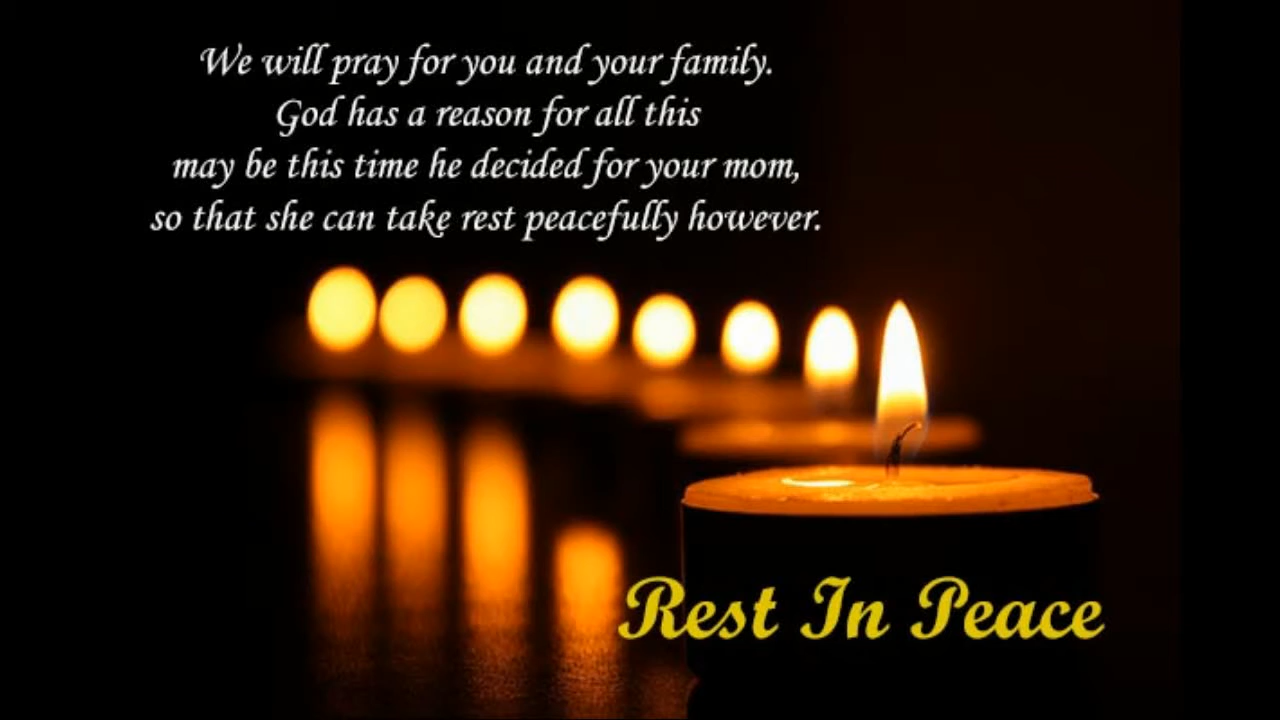 We will pray for you and your family.
God has a reason for all this
may be this time he decided for your mom,
so that she can take rest peacefully however.
Rest In Peace